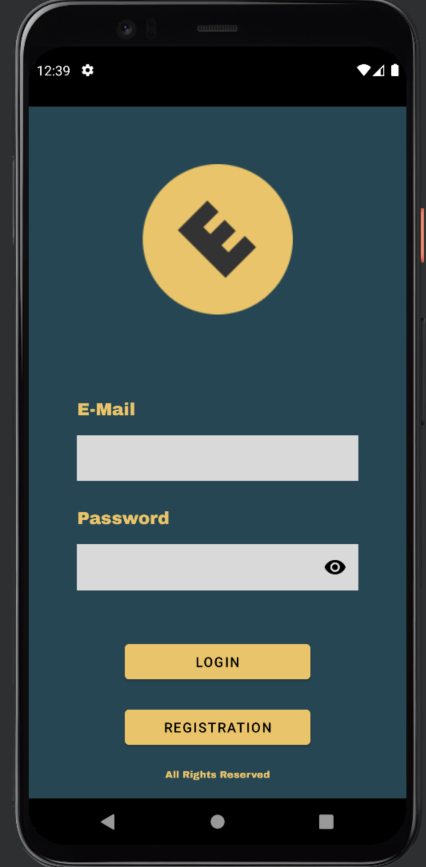 12:39
E
E-Mail
Password
LOGIN
REGISTRATION
All Rights Reserved